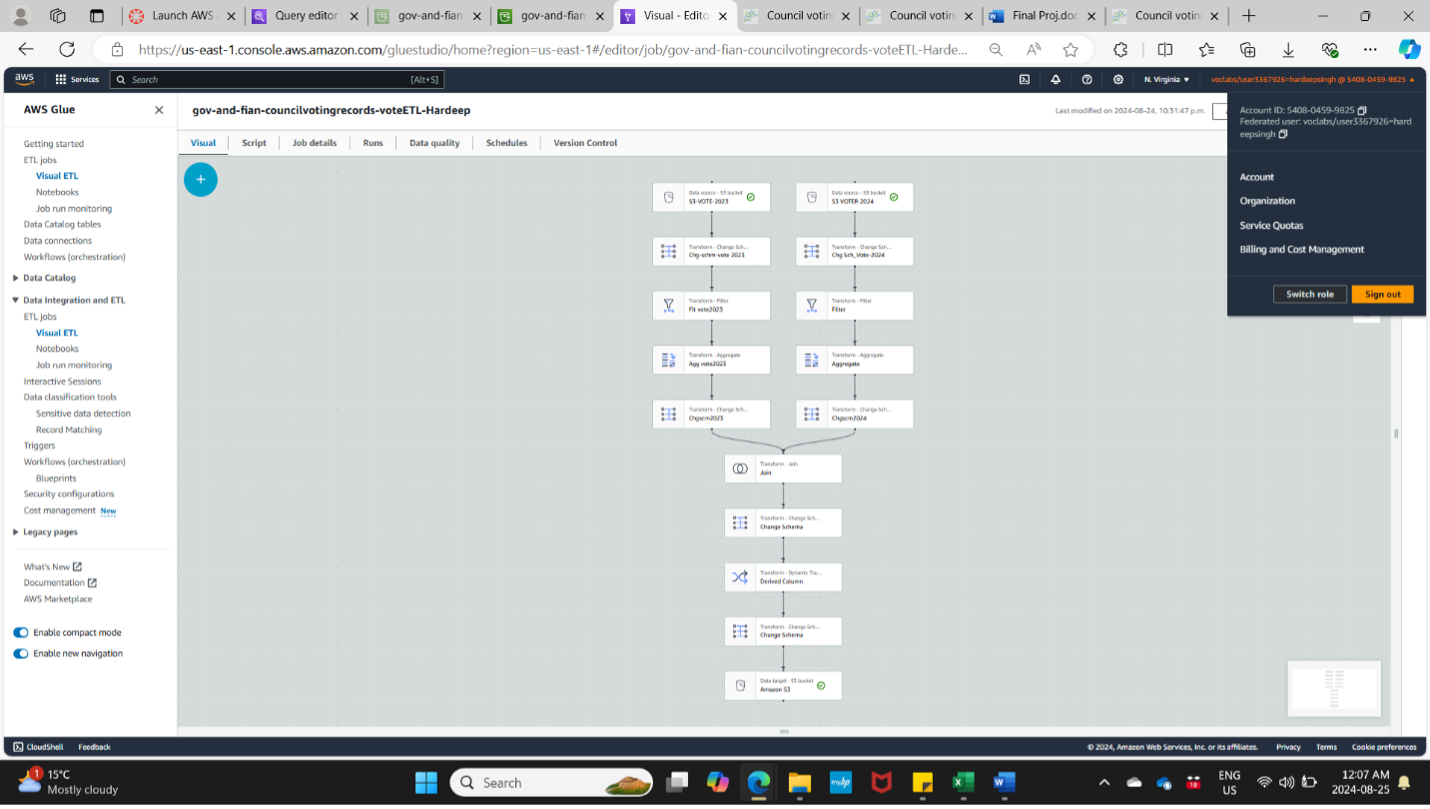 Launch AWS
Query editor
gov-and-fian
gov-and-fian
Visual - Edito
Council votin
Council votin
Final Proj.doc
Council votin
https://us-east-1.console.aws.amazon.com/gluestudio/home?region=us-east-1#/editor/job/gov-and-fian-councilvotingrecords-voteETL-Harde...
aws
Services
Search
[Alt+S]
N. Virginia
voclabs/user3367926=hardeepsingh @ 5408-0459-9825
AWS Glue
Getting started
ETL jobs
Visual ETL
Notebooks
Job run monitoring
Data Catalog tables
Data connections
Workflows (orchestration)
Data Catalog
Data Integration and ETL
ETL jobs
Visual ETL
Notebooks
Job run monitoring
Interactive Sessions
Data classification tools
Sensitive data detection
Record Matching
Triggers
Workflows (orchestration)
Blueprints
Security configurations
Cost management New
Legacy pages
What's New
Documentation
AWS Marketplace
Enable compact mode
Enable new navigation
gov-and-fian-councilvotingrecords-voteETL-Hardeep
Last modified on 2024-08-24, 10:31:47 p.m.
Visual
Script
Job details
Runs
Data quality
Schedules
Version Control
Data source - S3 bucket
S3-VOTE-2023
Data source - S3 bucket
S3 VOTER 2024
Transform - Change Sch...
Chg-schm-vote 2023
Transform - Change Sch...
Chg Sch_Vote-2024
Transform - Filter
Flt vote2023
Transform - Filter
Filter
Transform - Aggregate
Agg vote2023
Transform - Aggregate
Aggregate
Transform - Change Sch...
Chgscm2023
Transform - Change Sch...
Chgscm2024
Transform - Join
Join
Transform - Change Sch...
Change Schema
Transform - Dynamic Tra...
Derived Column
Transform - Change Sch...
Change Schema
Data target - S3 bucket
Amazon S3
Account ID: 5408-0459-9825
Federated user: voclabs/user3367926=hard
eepsingh
Account
Organization
Service Quotas
Billing and Cost Management
Switch role
Sign out
CloudShell
Feedback
© 2024, Amazon Web Services, Inc. or its affiliates.
Privacy
Terms
Cookie preferences
1
15°C
Mostly cloudy
Search
ENG
US
12:07 AM
2024-08-25